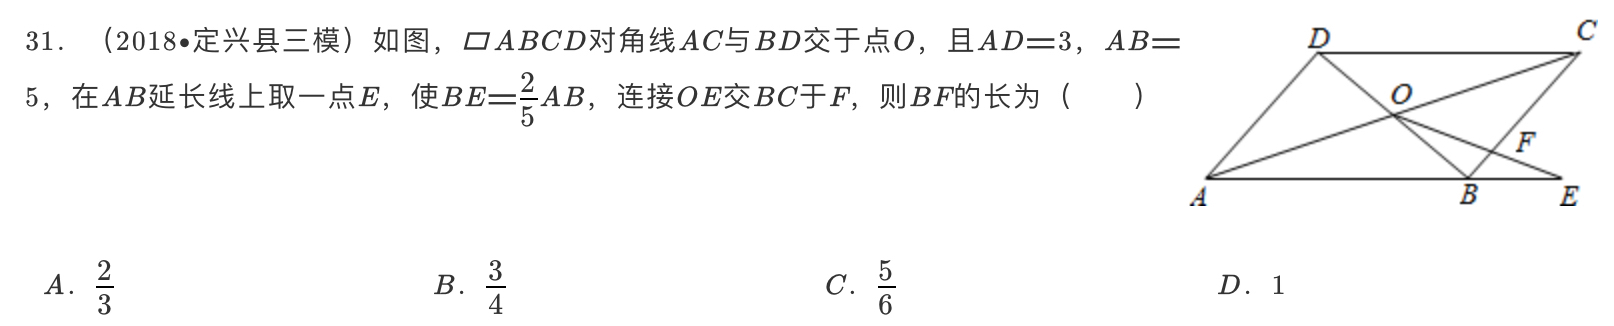 31. （2018•定兴县三模）如图，▱ABCD对角线AC与BD交于点O，且AD=3，AB=
5，在AB延长线上取一点E，使BE=2/5AB，连接OE交BC于F，则BF的长为（　　）
D
C
O
F
A
B
E
A. 2/3
B. 3/4
C. 5/6
D. 1